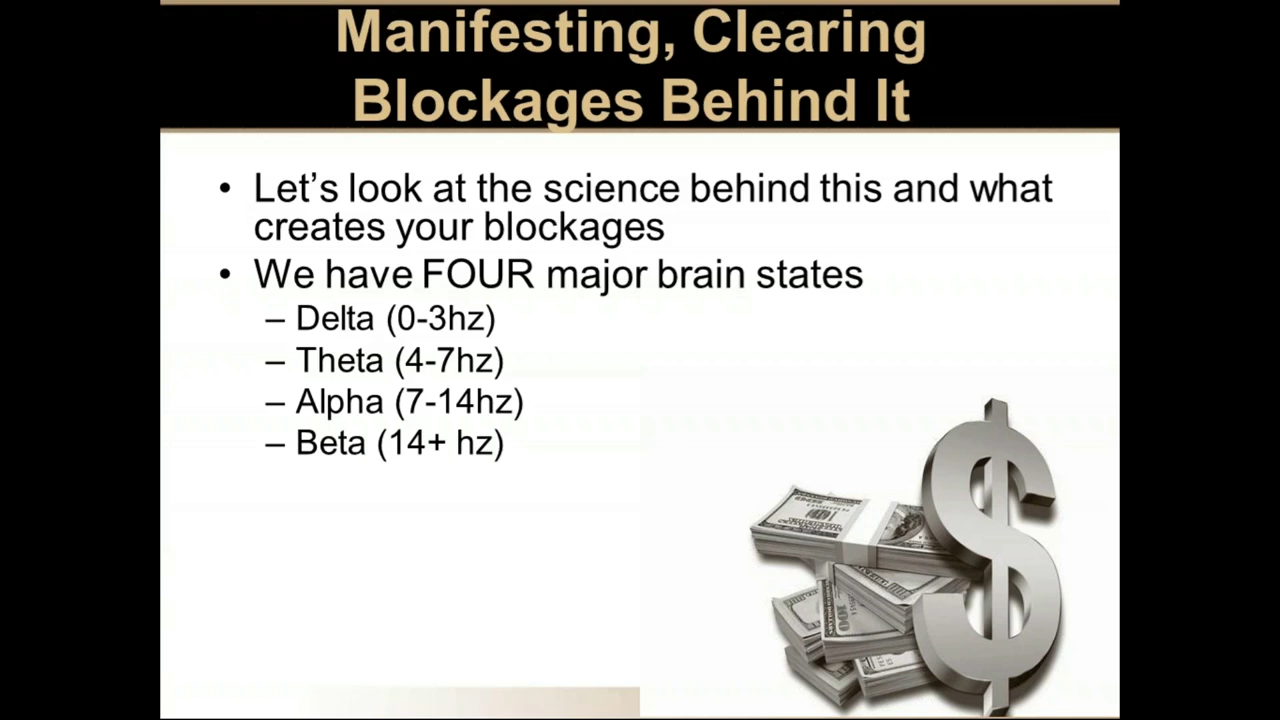 Manifesting, Clearing
Blockages Behind It
• Let’s look at the science behind this and what
creates your blockages
• We have FOUR major brain states
– Delta (0-3hz)
– Theta (4-7hz)
– Alpha (7-14hz)
– Beta (14+ hz)